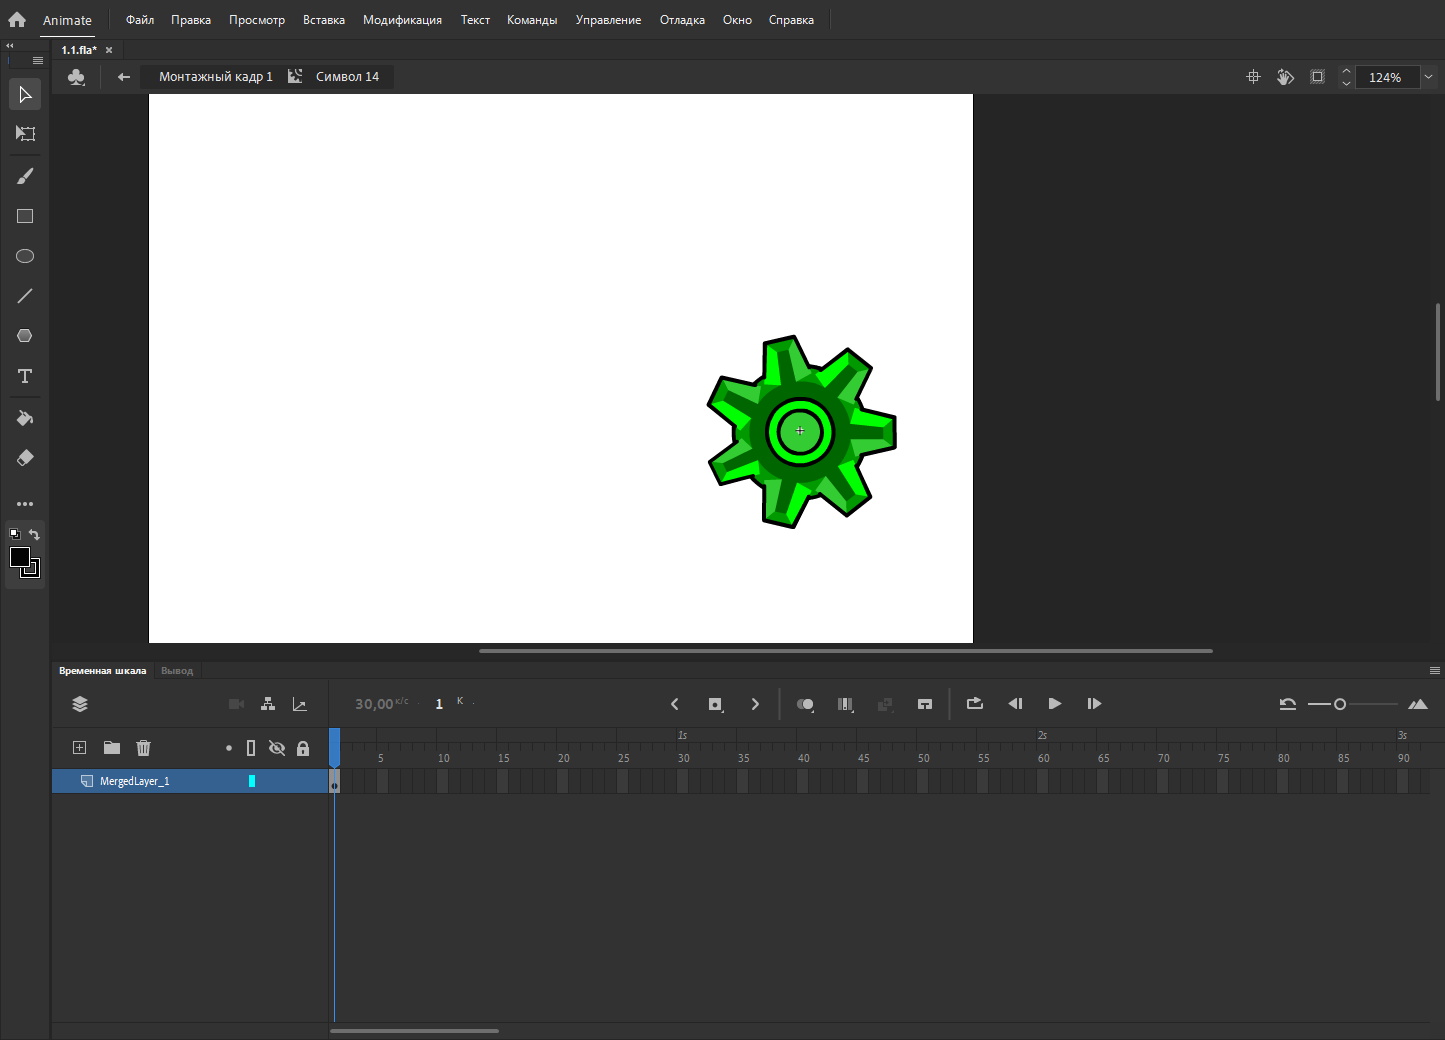 Animate Файл Правка Просмотр Вставка Модификация Текст Команды Управление Отладка Окно Справка
1.1.fla*
Монтажный кадр 1 Символ 14 124%
Временная шкала Вывод
30,00 к/с 1 К
1s 2s 3s
5 10 15 20 25 30 35 40 45 50 55 60 65 70 75 80 85 90
MergedLayer_1